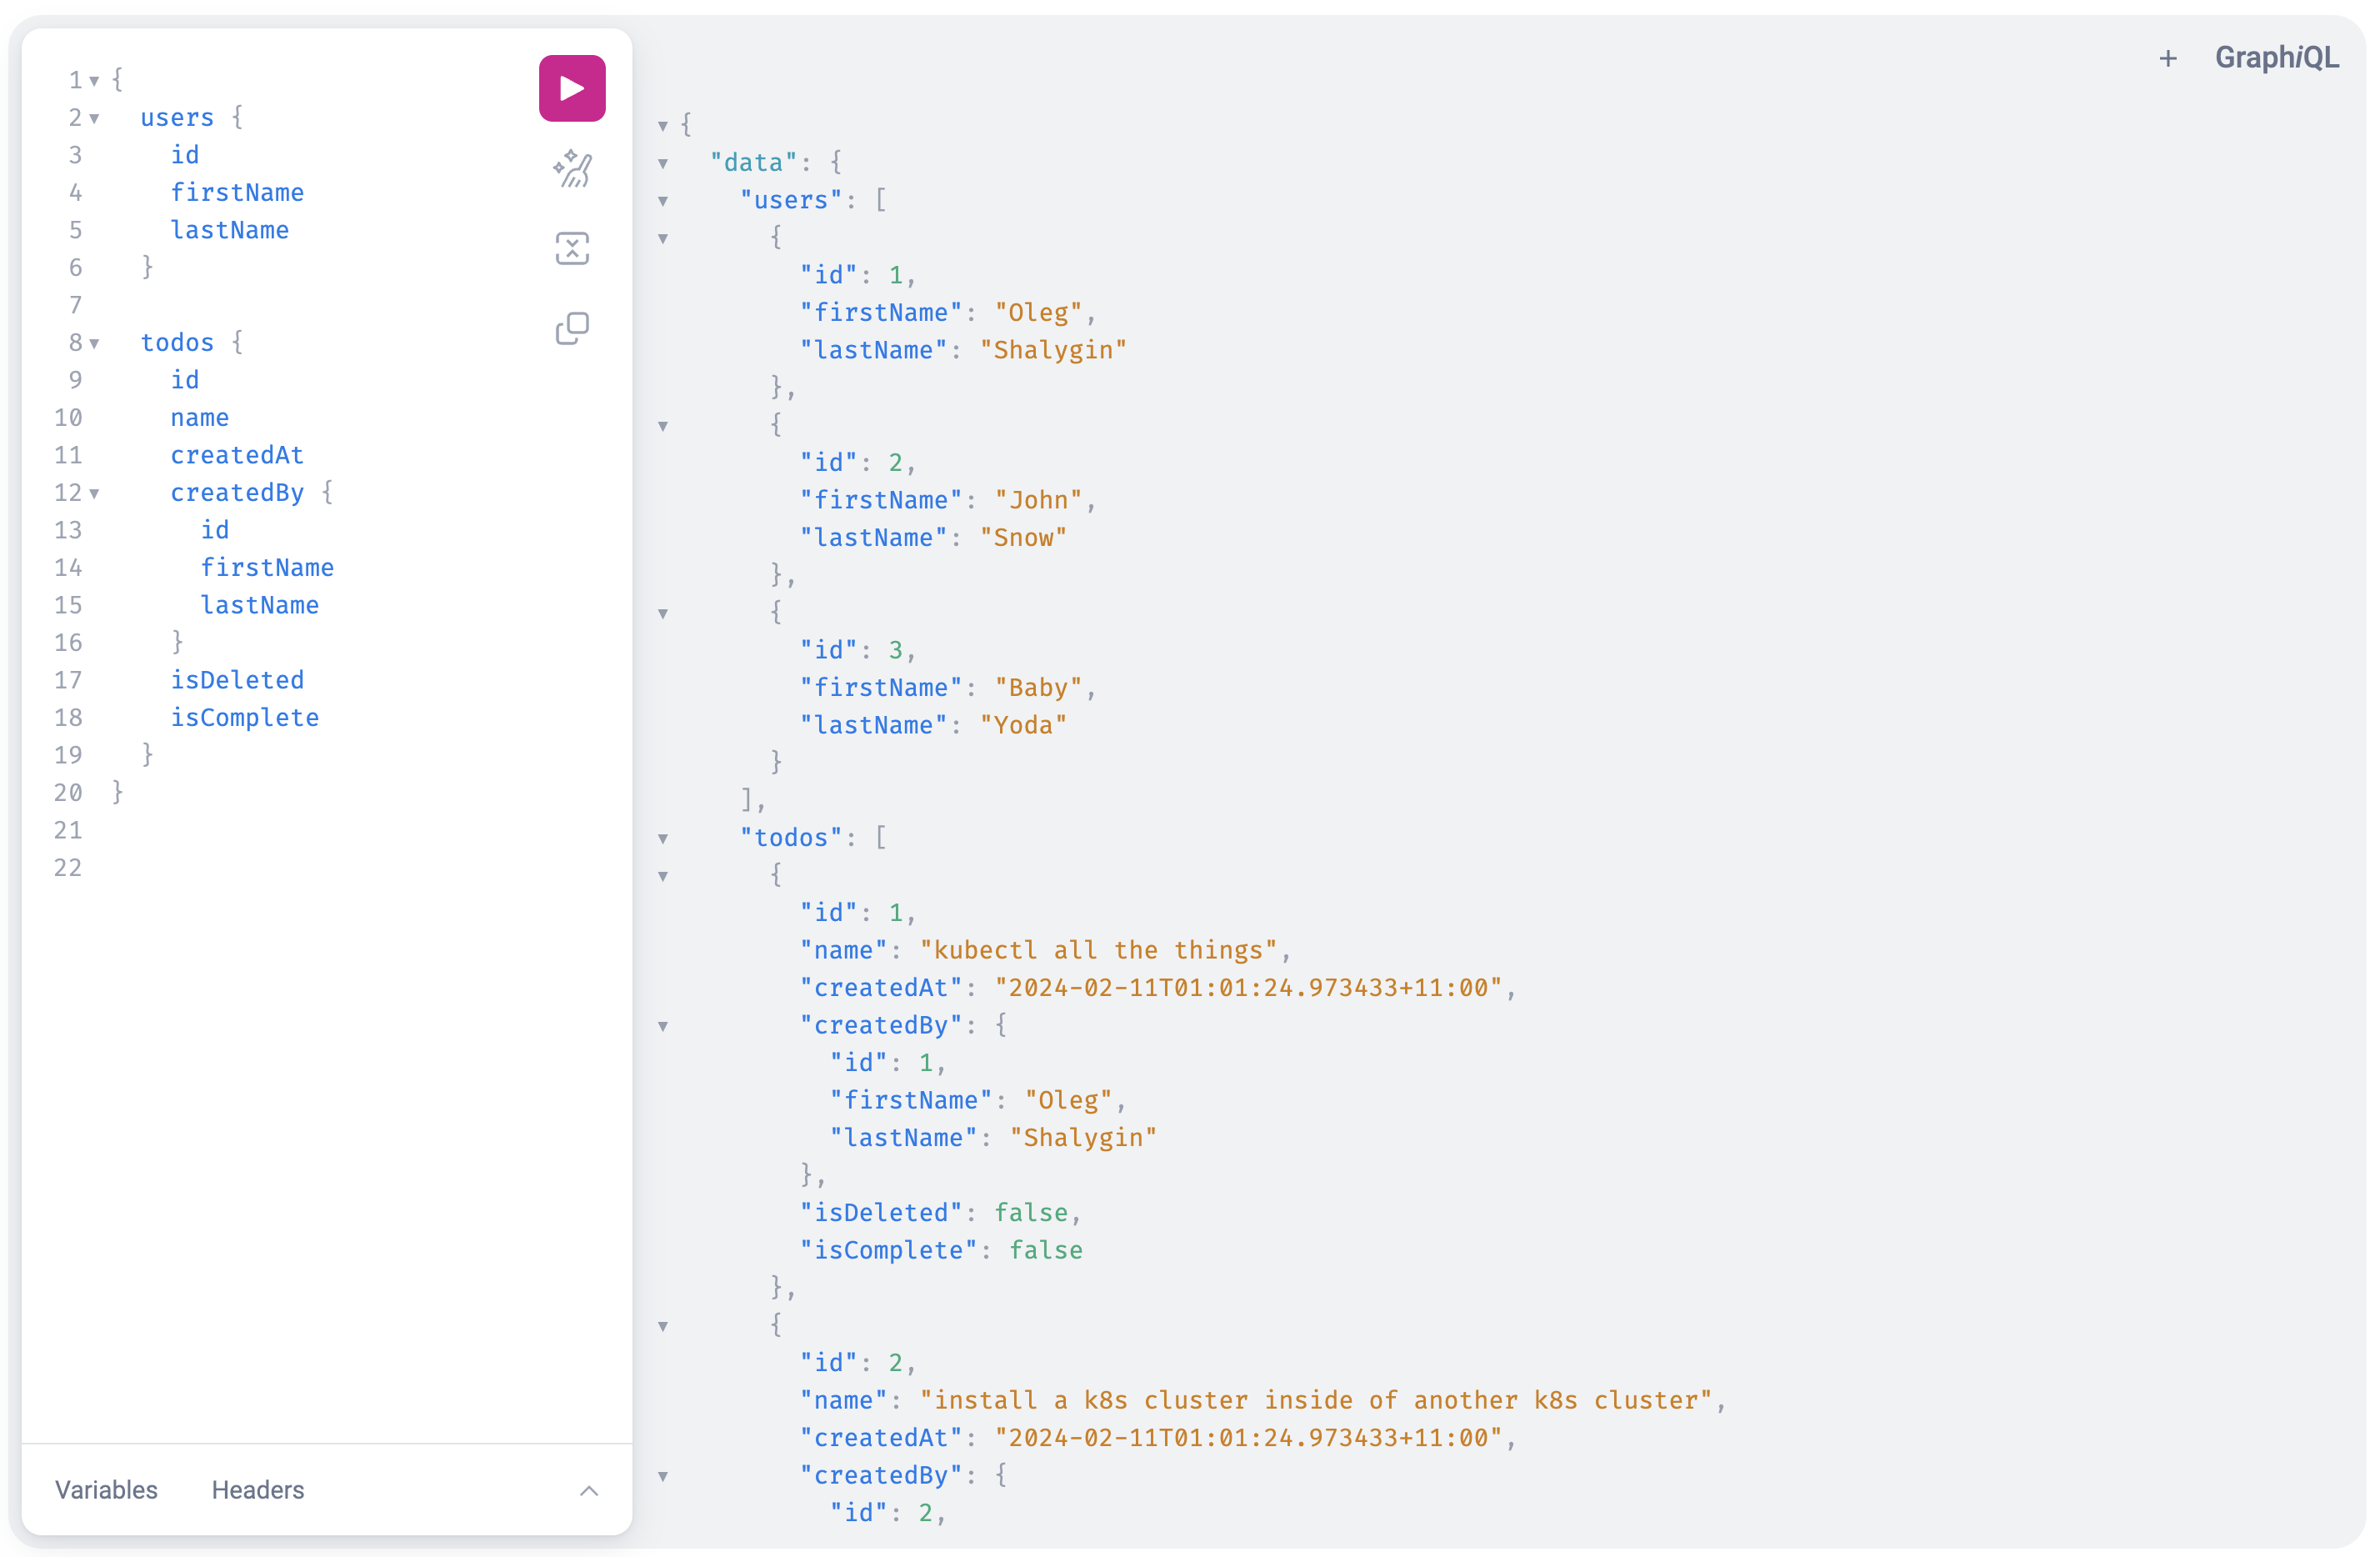 1 {
2   users {
3     id
4     firstName
5     lastName
6   }
7
8   todos {
9     id
10     name
11     createdAt
12     createdBy {
13       id
14       firstName
15       lastName
16     }
17     isDeleted
18     isComplete
19   }
20 }
21
22
Variables Headers
+ GraphiQL
{
  "data": {
    "users": [
      {
        "id": 1,
        "firstName": "Oleg",
        "lastName": "Shalygin"
      },
      {
        "id": 2,
        "firstName": "John",
        "lastName": "Snow"
      },
      {
        "id": 3,
        "firstName": "Baby",
        "lastName": "Yoda"
      }
    ],
    "todos": [
      {
        "id": 1,
        "name": "kubectl all the things",
        "createdAt": "2024-02-11T01:01:24.973433+11:00",
        "createdBy": {
          "id": 1,
          "firstName": "Oleg",
          "lastName": "Shalygin"
        },
        "isDeleted": false,
        "isComplete": false
      },
      {
        "id": 2,
        "name": "install a k8s cluster inside of another k8s cluster",
        "createdAt": "2024-02-11T01:01:24.973433+11:00",
        "createdBy": {
          "id": 2,